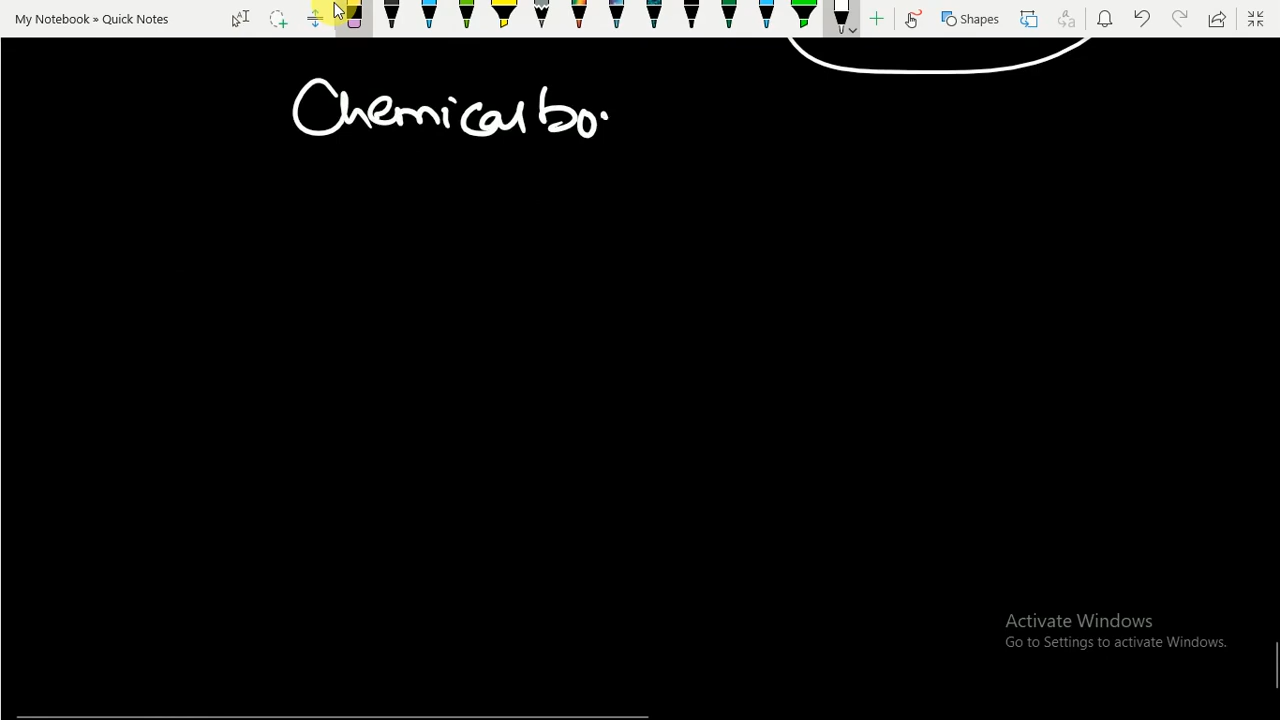 My Notebook » Quick Notes
Shapes
Chemical bo
Activate Windows
Go to Settings to activate Windows.